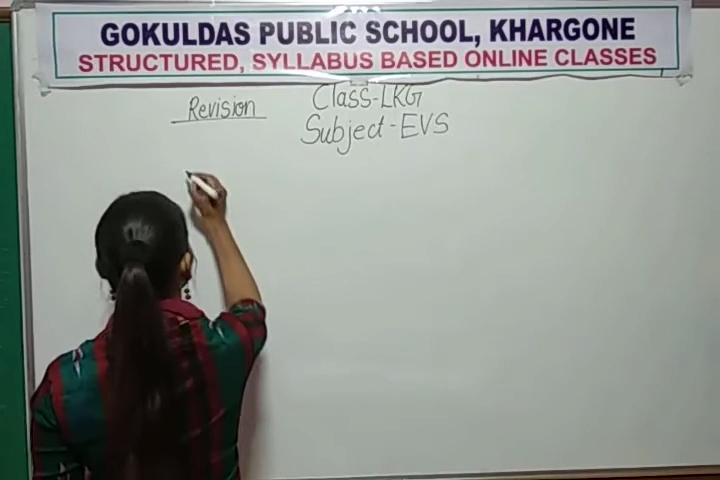 GOKULDAS PUBLIC SCHOOL, KHARGONE
STRUCTURED, SYLLABUS BASED ONLINE CLASSES
Revision
Class-LKG
Subject-EVS